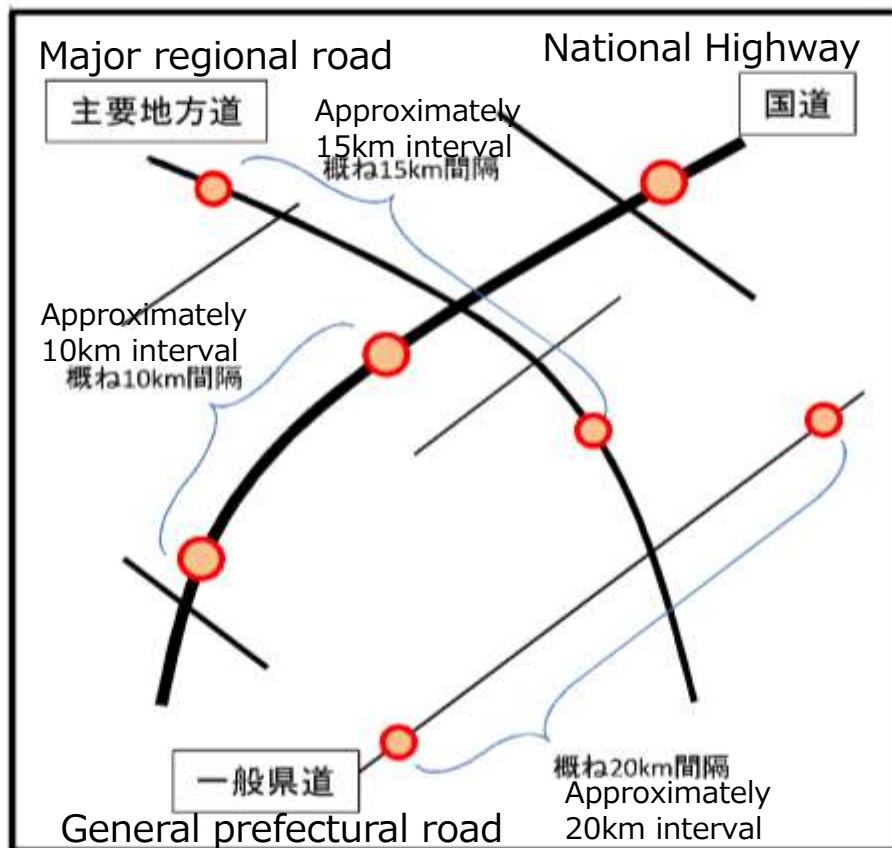 Major regional road
主要地方道
National Highway
国道
Approximately
15km interval
概ね15km間隔
Approximately
10km interval
概ね10km間隔
一般県道
General prefectural road
概ね20km間隔
Approximately
20km interval